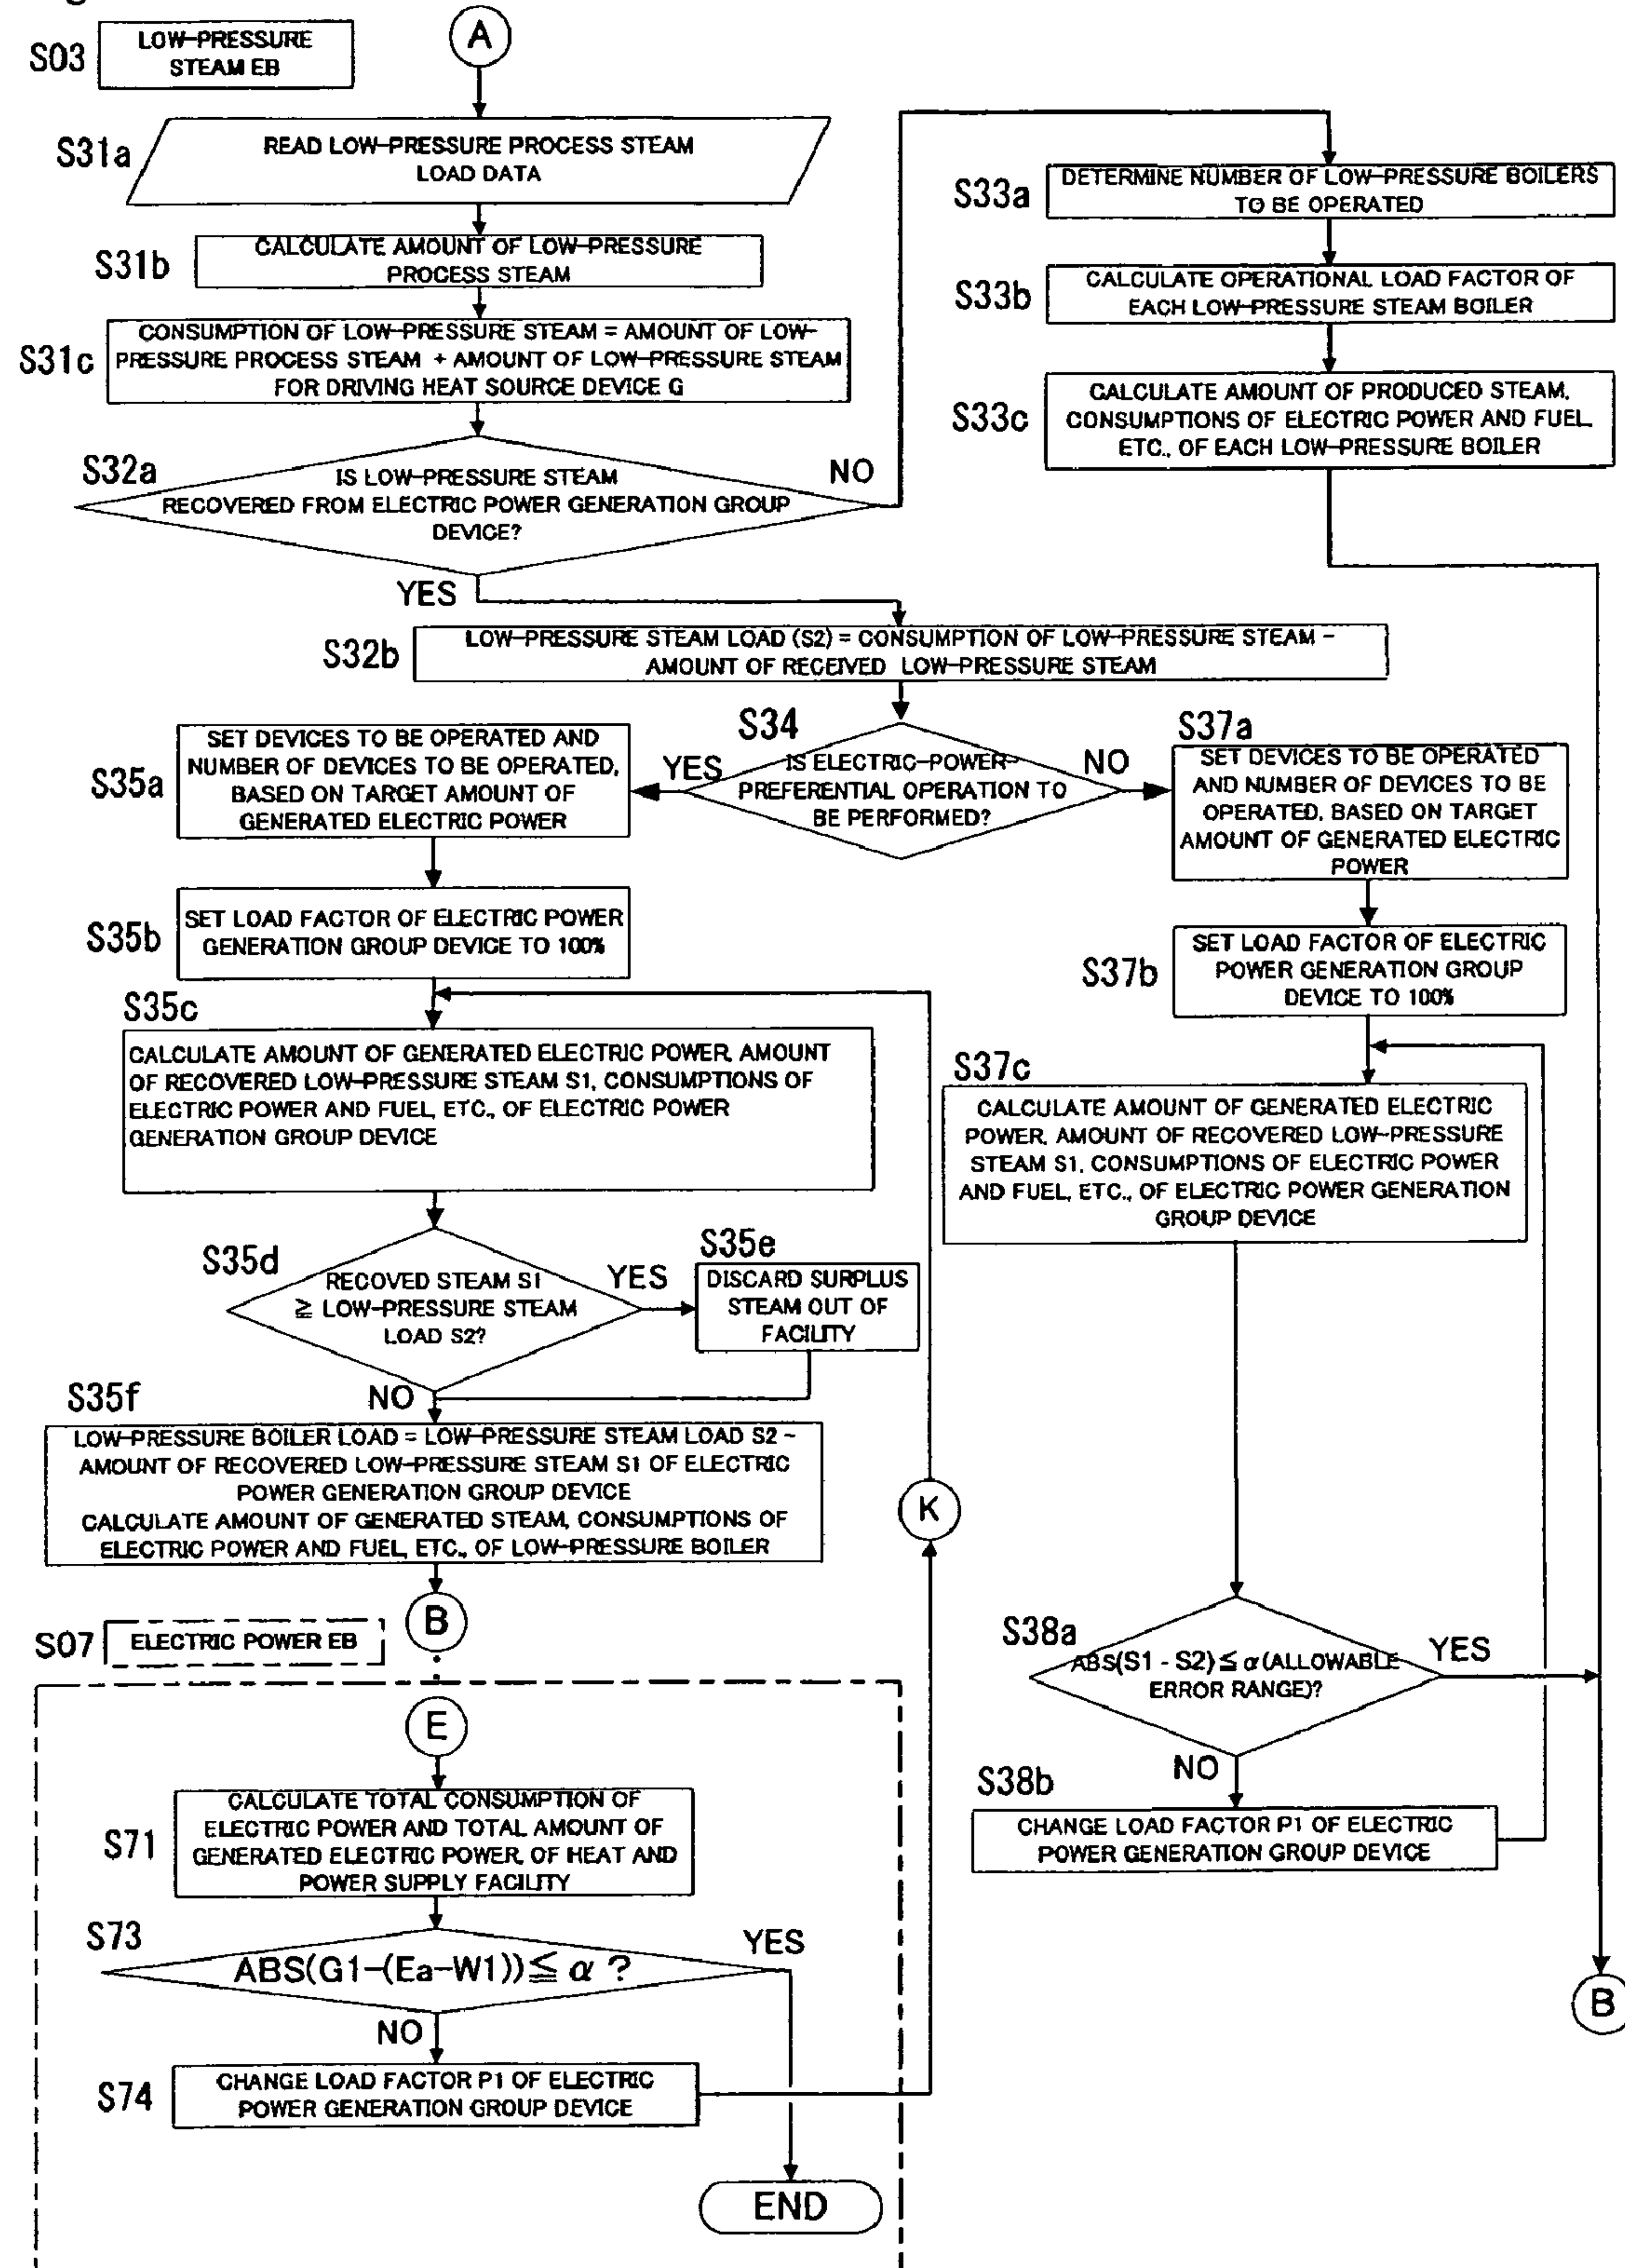 S03
LOW-PRESSURE
STEAM EB
A
S31a
READ LOW-PRESSURE PROCESS STEAM
LOAD DATA
S31b
CALCULATE AMOUNT OF LOW-PRESSURE
PROCESS STEAM
S31c
CONSUMPTION OF LOW-PRESSURE STEAM = AMOUNT OF LOW-
PRESSURE PROCESS STEAM + AMOUNT OF LOW-PRESSURE STEAM
FOR DRIVING HEAT SOURCE DEVICE G
S32a
IS LOW-PRESSURE STEAM
RECOVERED FROM ELECTRIC POWER GENERATION GROUP
DEVICE?
NO
YES
S33a
DETERMINE NUMBER OF LOW-PRESSURE BOILERS
TO BE OPERATED
S33b
CALCULATE OPERATIONAL LOAD FACTOR OF
EACH LOW-PRESSURE STEAM BOILER
S33c
CALCULATE AMOUNT OF PRODUCED STEAM,
CONSUMPTIONS OF ELECTRIC POWER AND FUEL,
ETC., OF EACH LOW-PRESSURE BOILER
S32b
LOW-PRESSURE STEAM LOAD (S2) = CONSUMPTION OF LOW-PRESSURE STEAM -
AMOUNT OF RECEIVED LOW-PRESSURE STEAM
S34
IS ELECTRIC-POWER-
PREFERENTIAL OPERATION TO
BE PERFORMED?
YES
NO
S35a
SET DEVICES TO BE OPERATED AND
NUMBER OF DEVICES TO BE OPERATED,
BASED ON TARGET AMOUNT OF
GENERATED ELECTRIC POWER
S35b
SET LOAD FACTOR OF ELECTRIC POWER
GENERATION GROUP DEVICE TO 100%
S35c
CALCULATE AMOUNT OF GENERATED ELECTRIC POWER, AMOUNT
OF RECOVERED LOW-PRESSURE STEAM S1, CONSUMPTIONS OF
ELECTRIC POWER AND FUEL, ETC., OF ELECTRIC POWER
GENERATION GROUP DEVICE
S35d
RECOVED STEAM S1
≧ LOW-PRESSURE STEAM
LOAD S2?
YES
NO
S35e
DISCARD SURPLUS
STEAM OUT OF
FACILITY
S35f
LOW-PRESSURE BOILER LOAD = LOW-PRESSURE STEAM LOAD S2 -
AMOUNT OF RECOVERED LOW-PRESSURE STEAM S1 OF ELECTRIC
POWER GENERATION GROUP DEVICE
CALCULATE AMOUNT OF GENERATED STEAM, CONSUMPTIONS OF
ELECTRIC POWER AND FUEL, ETC., OF LOW-PRESSURE BOILER
B
K
S37a
SET DEVICES TO BE OPERATED
AND NUMBER OF DEVICES TO BE
OPERATED, BASED ON TARGET
AMOUNT OF GENERATED ELECTRIC
POWER
S37b
SET LOAD FACTOR OF ELECTRIC
POWER GENERATION GROUP
DEVICE TO 100%
S37c
CALCULATE AMOUNT OF GENERATED ELECTRIC
POWER, AMOUNT OF RECOVERED LOW-PRESSURE
STEAM S1, CONSUMPTIONS OF ELECTRIC POWER
AND FUEL, ETC., OF ELECTRIC POWER GENERATION
GROUP DEVICE
S38a
ABS(S1 - S2)≦ α (ALLOWABLE
ERROR RANGE)?
YES
NO
S38b
CHANGE LOAD FACTOR P1 OF ELECTRIC
POWER GENERATION GROUP DEVICE
B
S07
ELECTRIC POWER EB
E
S71
CALCULATE TOTAL CONSUMPTION OF
ELECTRIC POWER AND TOTAL AMOUNT OF
GENERATED ELECTRIC POWER, OF HEAT AND
POWER SUPPLY FACILITY
S73
ABS(G1-(Ea-W1))≦ α ?
YES
NO
S74
CHANGE LOAD FACTOR P1 OF ELECTRIC
POWER GENERATION GROUP DEVICE
END